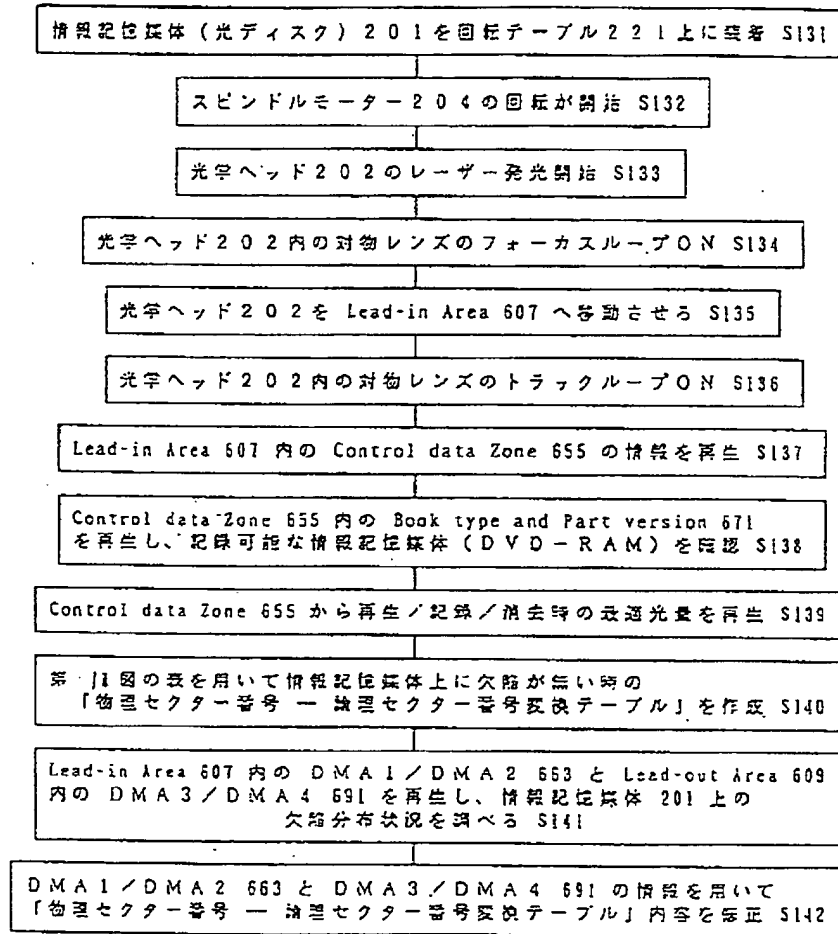 情報記憶媒体（光ディスク）201を回転テーブル221上に装着 S131
スピンドルモーター204の回転が開始 S132
光学ヘッド202のレーザー発光開始 S133
光学ヘッド202内の対物レンズのフォーカスループON S134
光学ヘッド202を Lead-in Area 607 へ移動させる S135
光学ヘッド202内の対物レンズのトラックループON S136
Lead-in Area 607 内の Control data Zone 655 の情報を再生 S137
Control data Zone 655 内の Book type and Part version 671
を再生し、記録可能な情報記憶媒体（DVD－RAM）を確認 S138
Control data Zone 655 から再生／記録／消去時の最適光量を再生 S139
第 11 図の表を用いて情報記憶媒体上に欠陥が無い時の
「物理セクター番号 ― 論理セクター番号変換テーブル」を作成 S140
Lead-in Area 607 内の DMA1／DMA2 663 と Lead-out Area 609
内の DMA3／DMA4 691 を再生し、情報記憶媒体 201 上の
欠陥分布状況を調べる S141
DMA1／DMA2 663 と DMA3／DMA4 691 の情報を用いて
「物理セクター番号 ― 論理セクター番号変換テーブル」内容を修正 S142